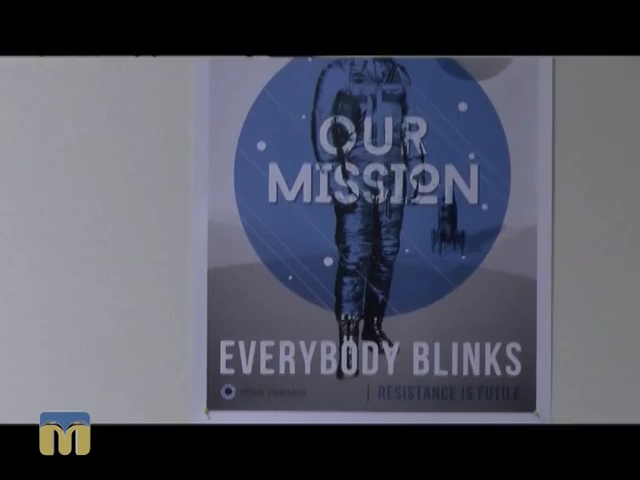 OUR
MISSION
EVERYBODY BLINKS
RESISTANCE IS FUTILE
M